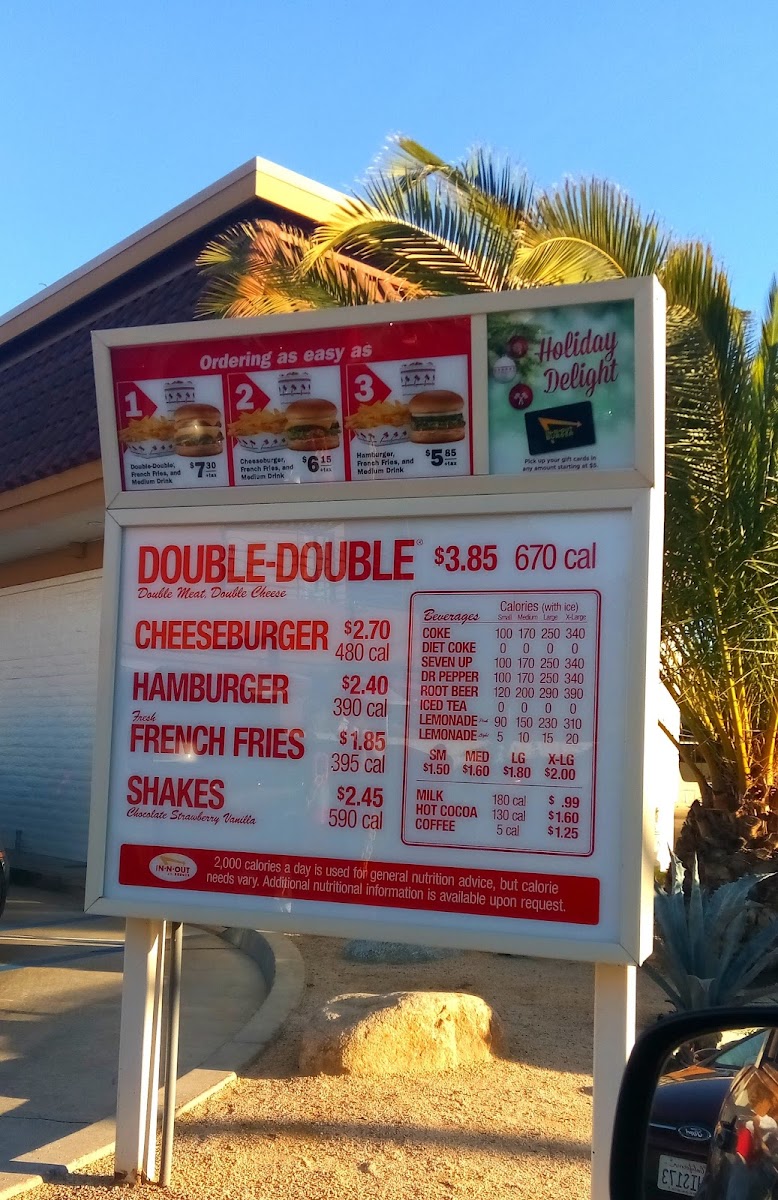 Ordering as easy as
1
Double-Double,
French Fries, and
Medium Drink
$7 30
+tax
2
Cheeseburger,
French Fries, and
Medium Drink
$6 15
+tax
3
Hamburger,
French Fries, and
Medium Drink
$5 85
+tax
Holiday
Delight
Pick up your gift cards in
any amount starting at $5.
DOUBLE-DOUBLE® $3.85 670 cal
Double Meat, Double Cheese
CHEESEBURGER $2.70
480 cal
HAMBURGER $2.40
390 cal
Fresh
FRENCH FRIES $1.85
395 cal
SHAKES $2.45
Chocolate Strawberry Vanilla 590 cal
Beverages Calories (with ice)
Small Medium Large X-Large
COKE 100 170 250 340
DIET COKE 0 0 0 0
SEVEN UP 100 170 250 340
DR PEPPER 100 170 250 340
ROOT BEER 120 200 290 390
ICED TEA 0 0 0 0
LEMONADE 90 150 230 310
LEMONADE 5 10 15 20
SM MED LG X-LG
$1.50 $1.60 $1.80 $2.00
MILK 180 cal $ .99
HOT COCOA 130 cal $1.60
COFFEE 5 cal $1.25
IN-N-OUT
BURGER
2,000 calories a day is used for general nutrition advice, but calorie
needs vary. Additional nutritional information is available upon request.
Ford